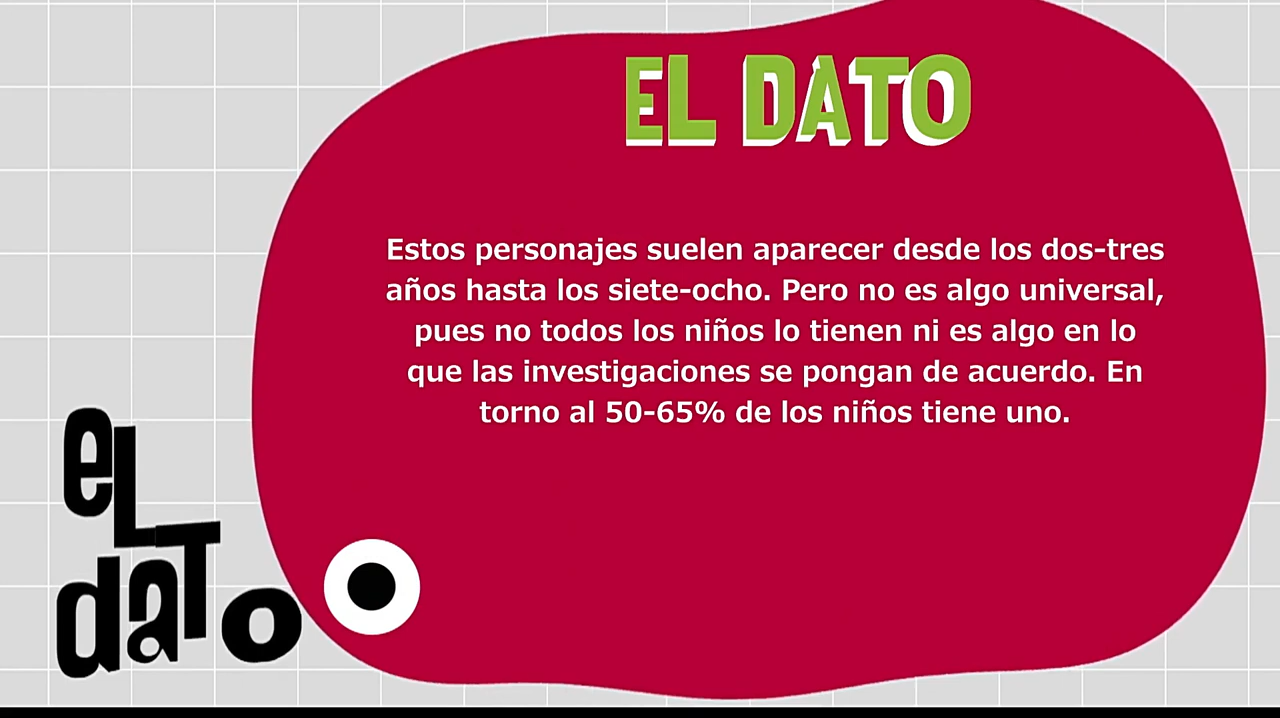 EL DATO
Estos personajes suelen aparecer desde los dos-tres
años hasta los siete-ocho. Pero no es algo universal,
pues no todos los niños lo tienen ni es algo en lo
que las investigaciones se pongan de acuerdo. En
torno al 50-65% de los niños tiene uno.
eL
daTo